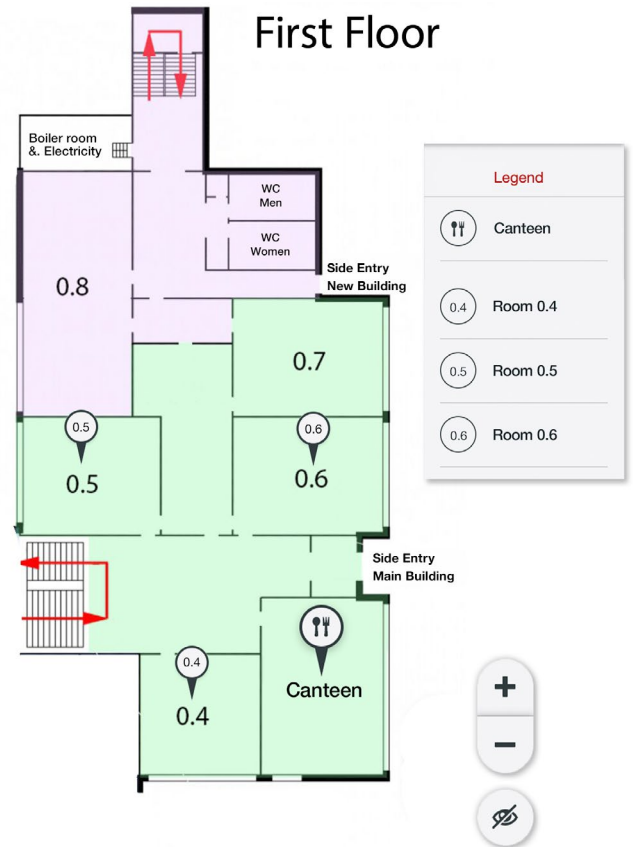 First Floor
Boiler room
&. Electricity
WC
Men
WC
Women
Side Entry
New Building
0.8
0.7
0.5
0.5
0.6
0.6
Side Entry
Main Building
0.4
0.4
Canteen
Legend
Canteen
0.4 Room 0.4
0.5 Room 0.5
0.6 Room 0.6
+
−